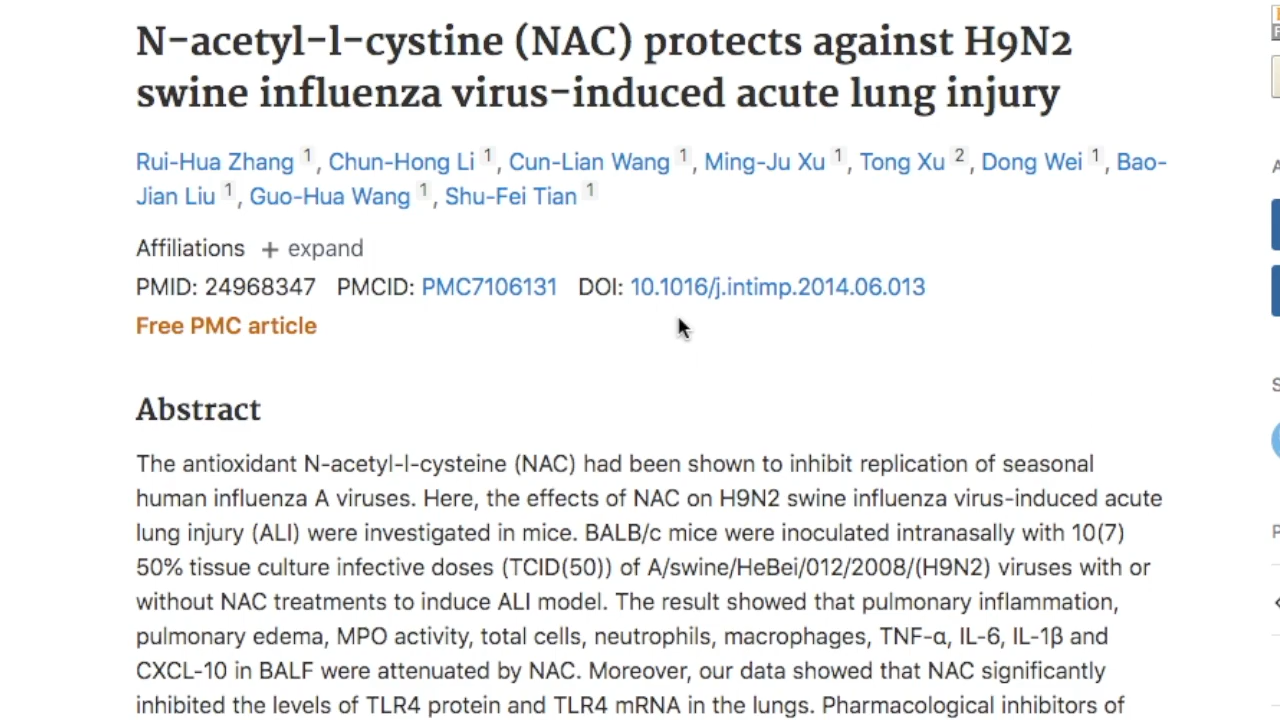 N-acetyl-l-cystine (NAC) protects against H9N2
swine influenza virus-induced acute lung injury
Rui-Hua Zhang 1, Chun-Hong Li 1, Cun-Lian Wang 1, Ming-Ju Xu 1, Tong Xu 2, Dong Wei 1, Bao-
Jian Liu 1, Guo-Hua Wang 1, Shu-Fei Tian 1
Affiliations + expand
PMID: 24968347 PMCID: PMC7106131 DOI: 10.1016/j.intimp.2014.06.013
Free PMC article
Abstract
The antioxidant N-acetyl-l-cysteine (NAC) had been shown to inhibit replication of seasonal
human influenza A viruses. Here, the effects of NAC on H9N2 swine influenza virus-induced acute
lung injury (ALI) were investigated in mice. BALB/c mice were inoculated intranasally with 10(7)
50% tissue culture infective doses (TCID(50)) of A/swine/HeBei/012/2008/(H9N2) viruses with or
without NAC treatments to induce ALI model. The result showed that pulmonary inflammation,
pulmonary edema, MPO activity, total cells, neutrophils, macrophages, TNF-α, IL-6, IL-1β and
CXCL-10 in BALF were attenuated by NAC. Moreover, our data showed that NAC significantly
inhibited the levels of TLR4 protein and TLR4 mRNA in the lungs. Pharmacological inhibitors of